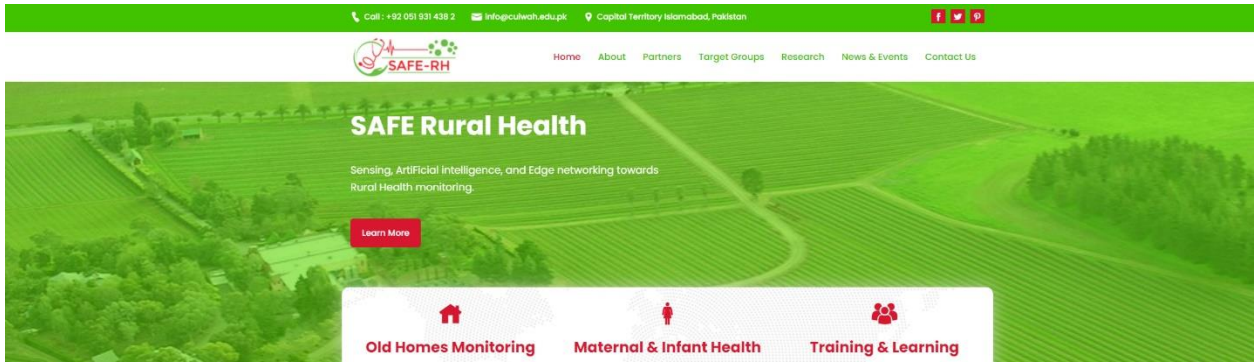 Call : +92 051 931 438 2 info@cuiwah.edu.pk Capital Territory Islamabad, Pakistan
SAFE-RH
Home About Partners Target Groups Research News & Events Contact Us
SAFE Rural Health
Sensing, ArtiFicial intelligence, and Edge networking towards
Rural Health monitoring.
Learn More
Old Homes Monitoring Maternal & Infant Health Training & Learning